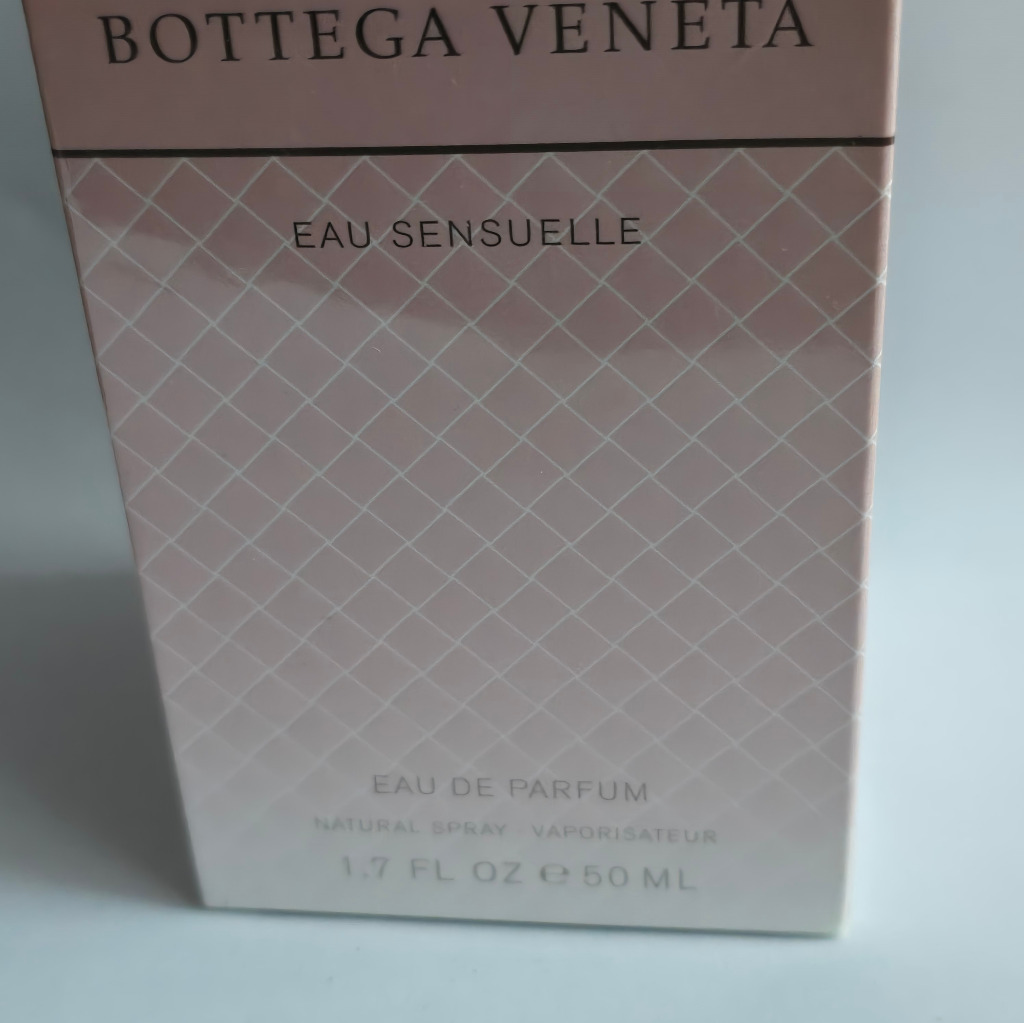 BOTTEGA VENETA
EAU SENSUELLE
EAU DE PARFUM
NATURAL SPRAY VAPORISATEUR
1.7 FL OZ ℮ 50 ML